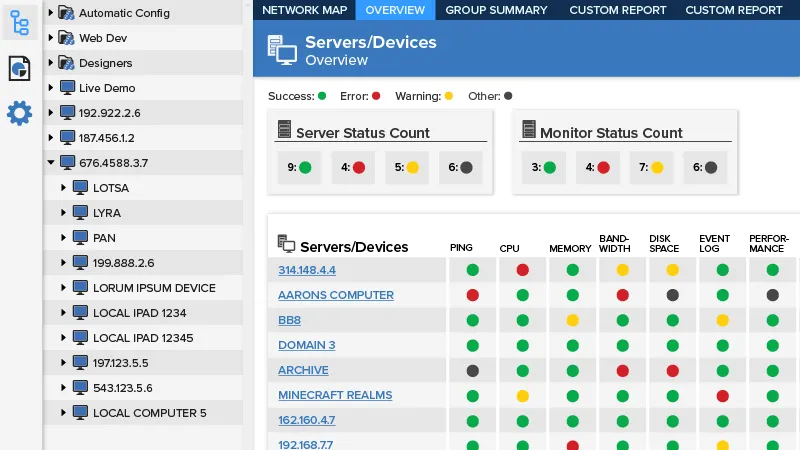 NETWORK MAP OVERVIEW GROUP SUMMARY CUSTOM REPORT CUSTOM REPORT
Automatic Config
Web Dev
Designers
Live Demo
192.922.2.6
187.456.1.2
676.4588.3.7
LOTSA
LYRA
PAN
199.888.2.6
LORUM IPSUM DEVICE
LOCAL IPAD 1234
LOCAL IPAD 12345
197.123.5.5
543.123.5.6
LOCAL COMPUTER 5
Servers/Devices
Overview
Success: Error: Warning: Other:
Server Status Count
9: 4: 5: 6:
Monitor Status Count
3: 4: 7: 6:
Servers/Devices PING CPU MEMORY BAND-WIDTH DISK SPACE EVENT LOG PERFOR-MANCE
314.148.4.4
AARONS COMPUTER
BB8
DOMAIN 3
ARCHIVE
MINECRAFT REALMS
162.160.4.7
192.168.7.7